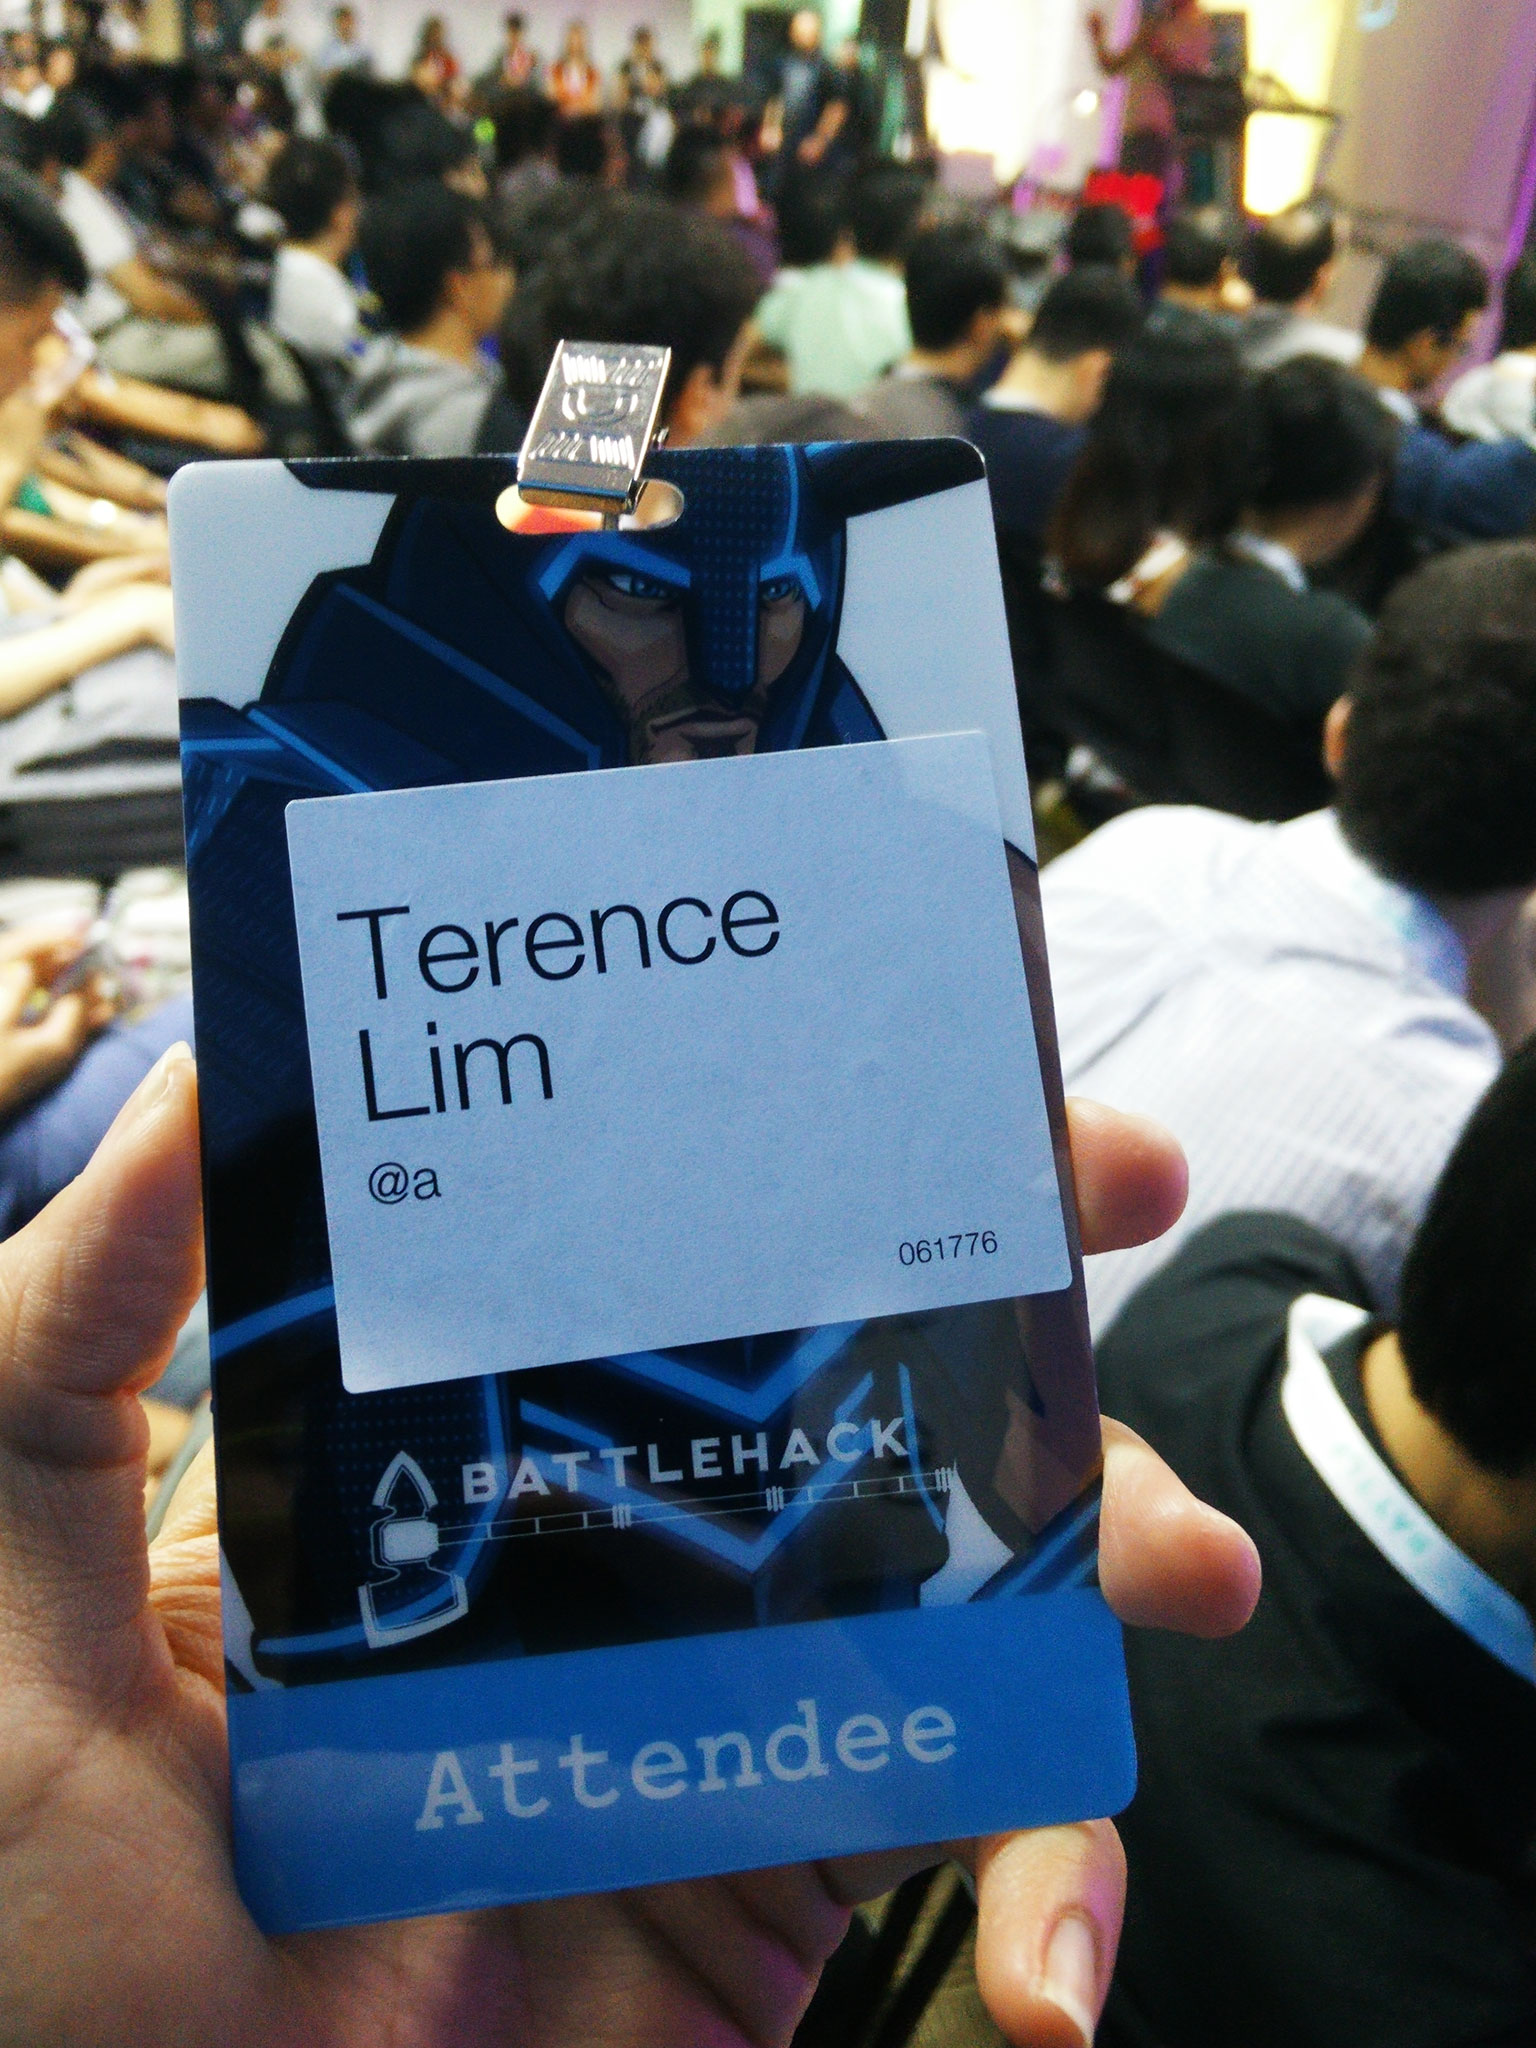 Terence
Lim
@a
061776
BATTLEHACK
Attendee